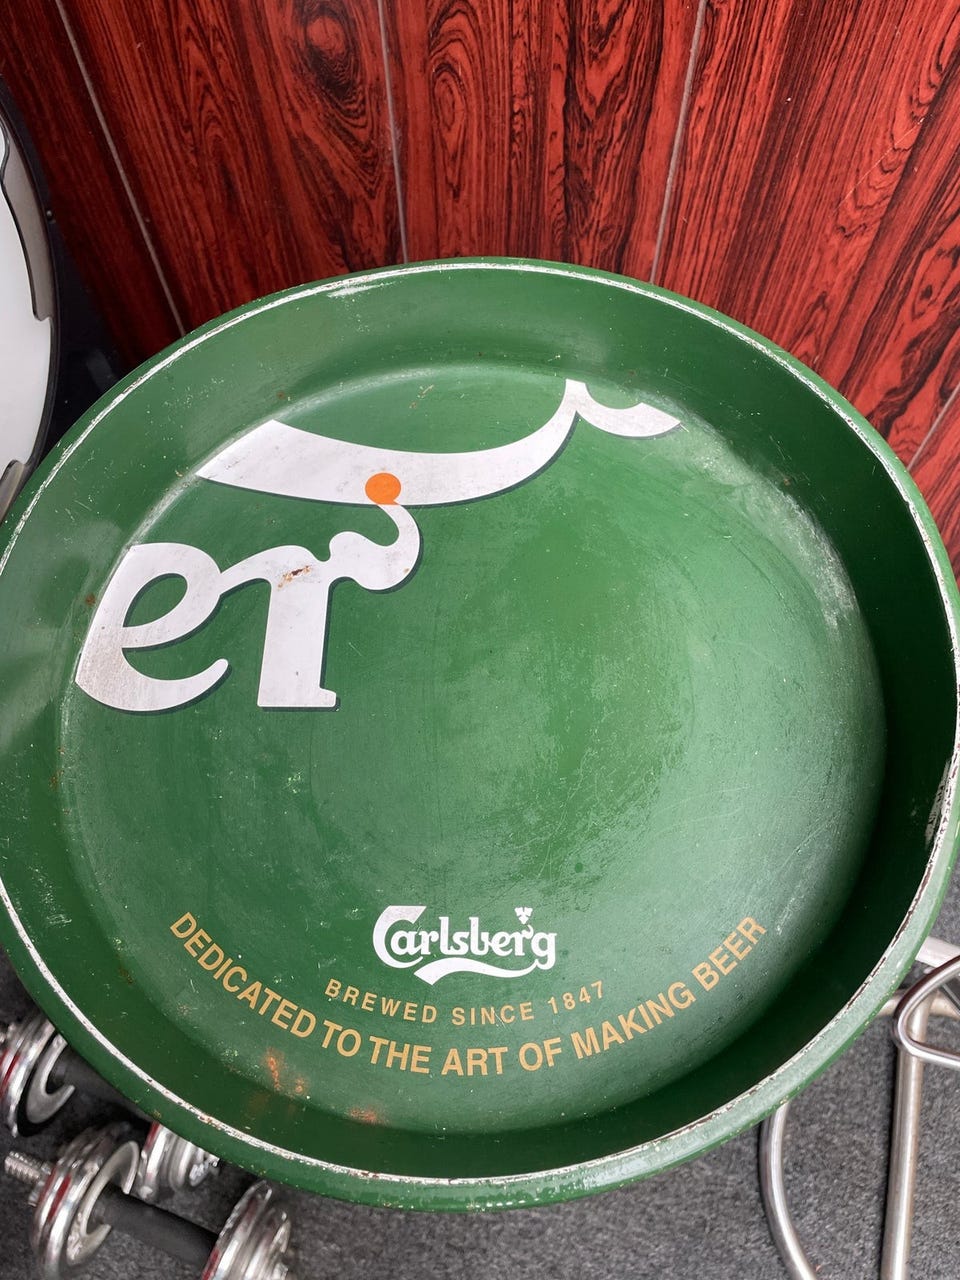 er
Carlsberg
BREWED SINCE 1847
DEDICATED TO THE ART OF MAKING BEER